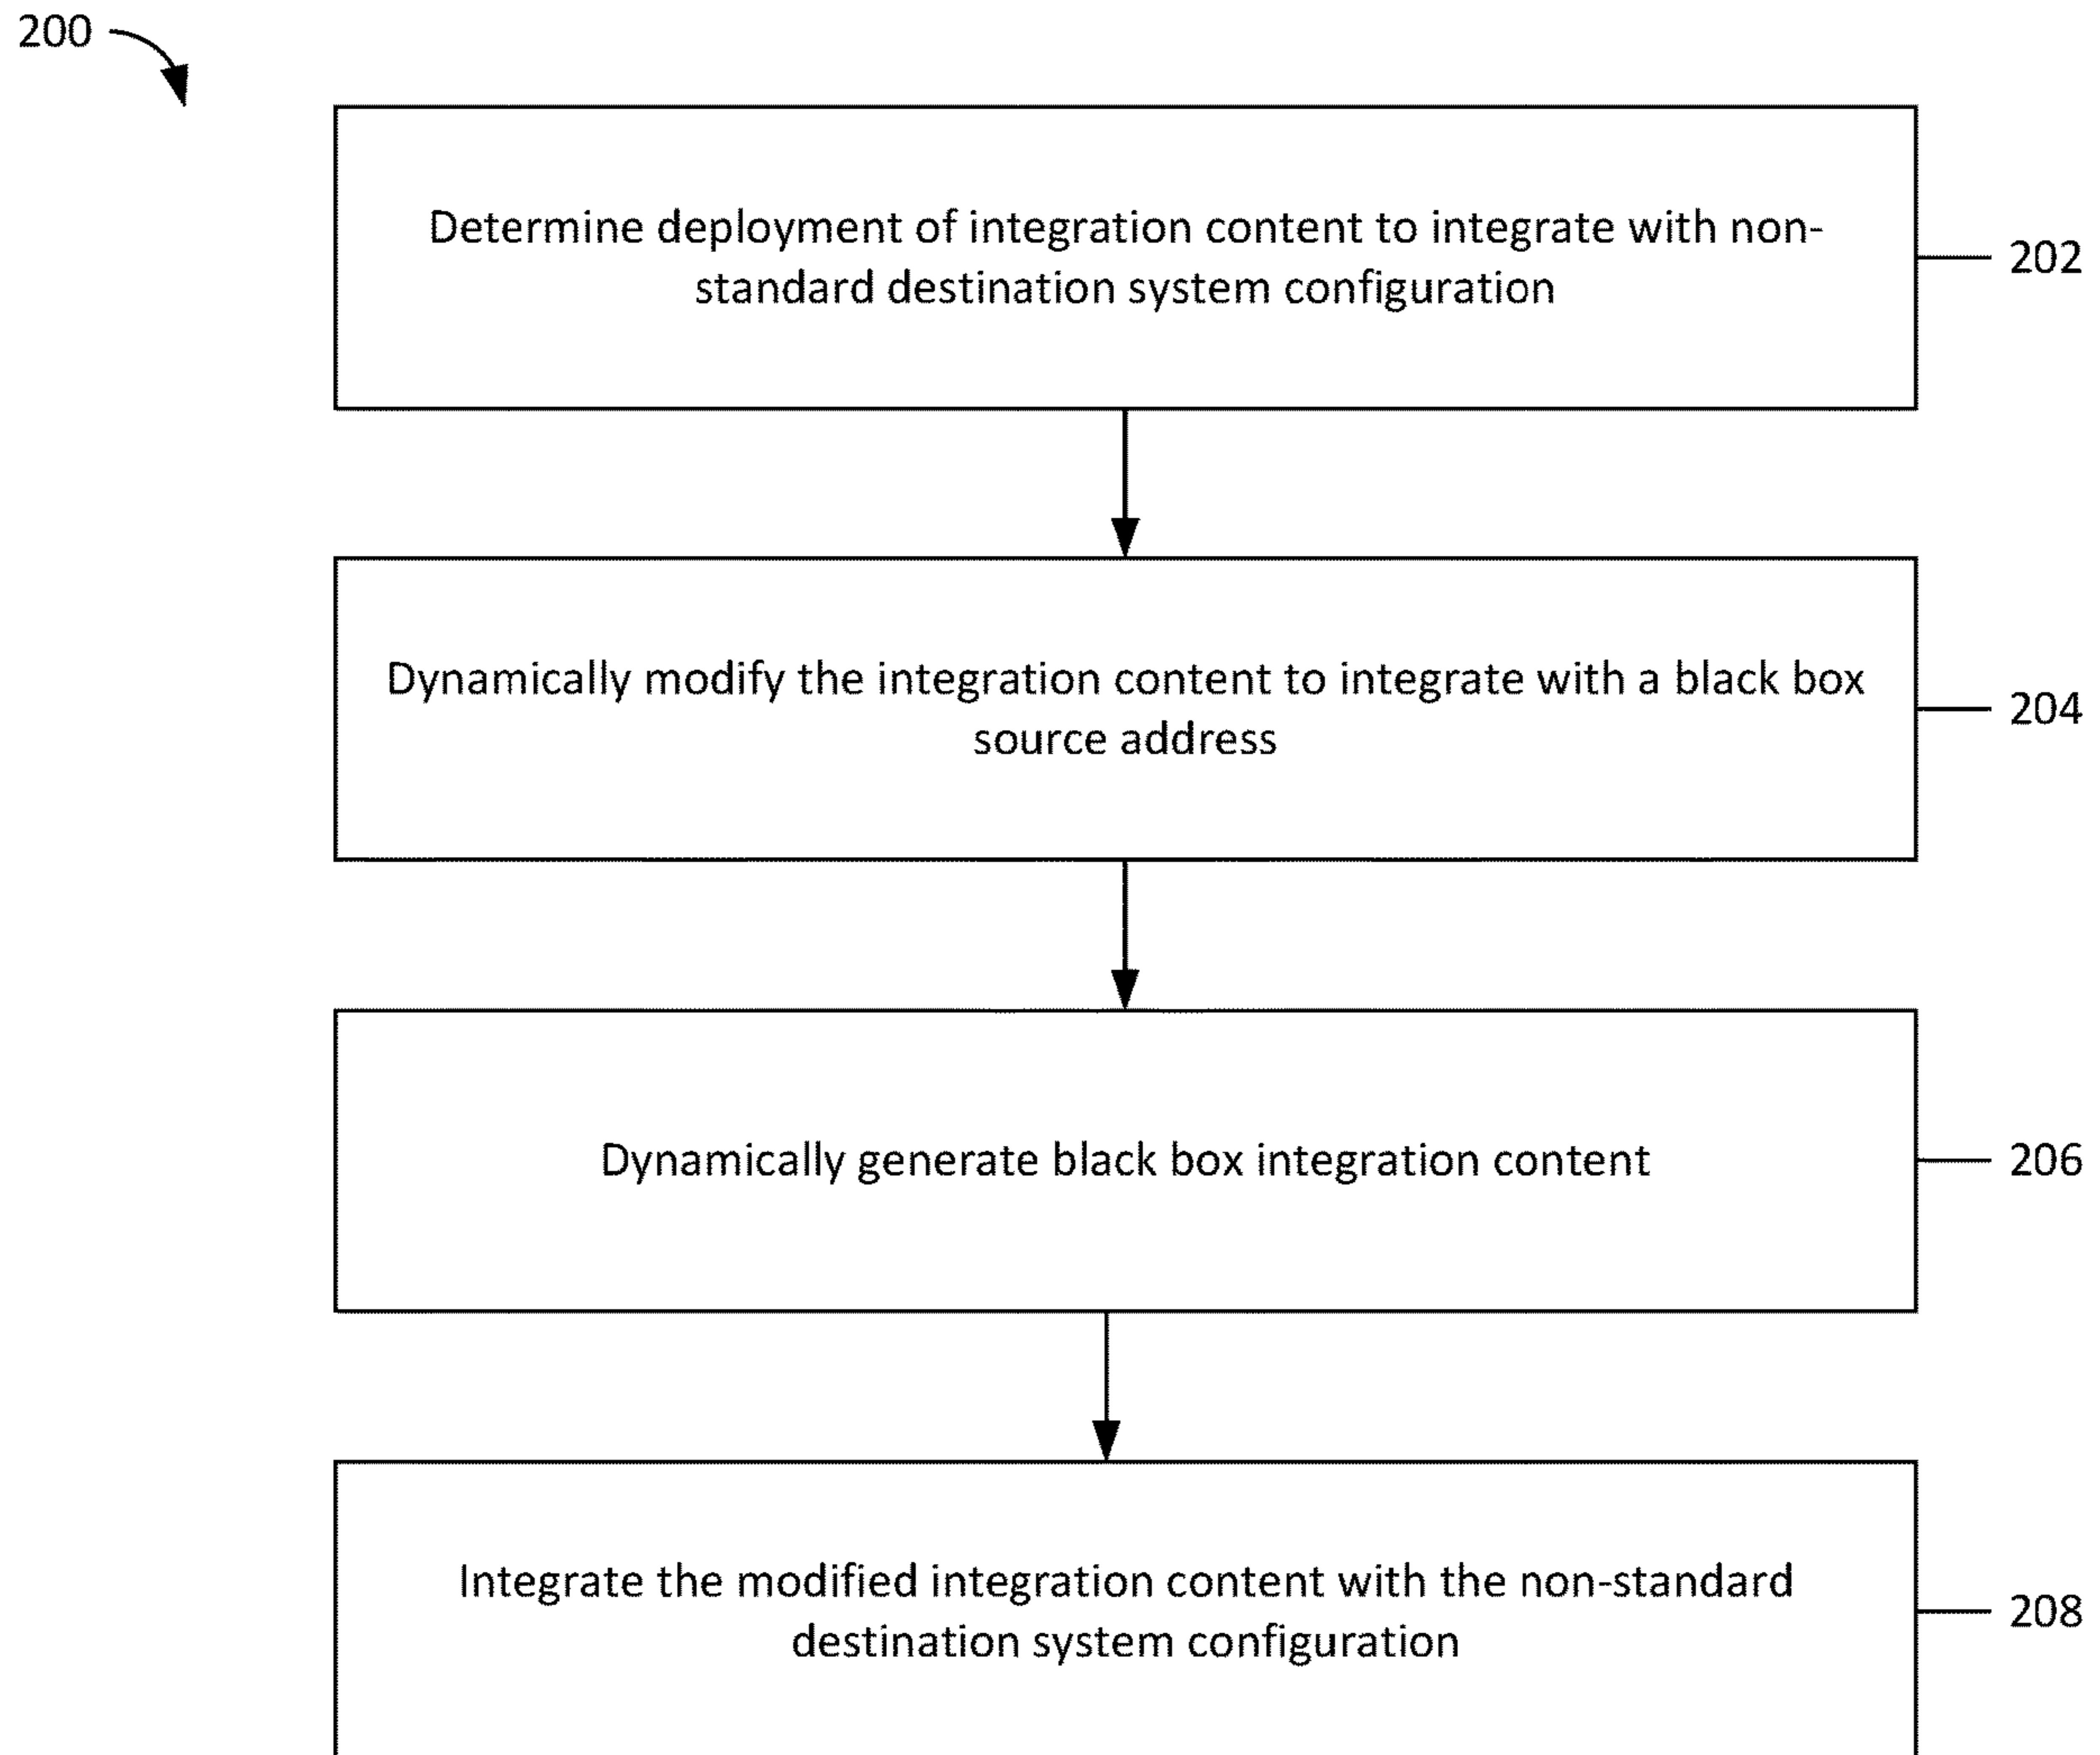 200
Determine deployment of integration content to integrate with non-
standard destination system configuration
202
Dynamically modify the integration content to integrate with a black box
source address
204
Dynamically generate black box integration content
206
Integrate the modified integration content with the non-standard
destination system configuration
208